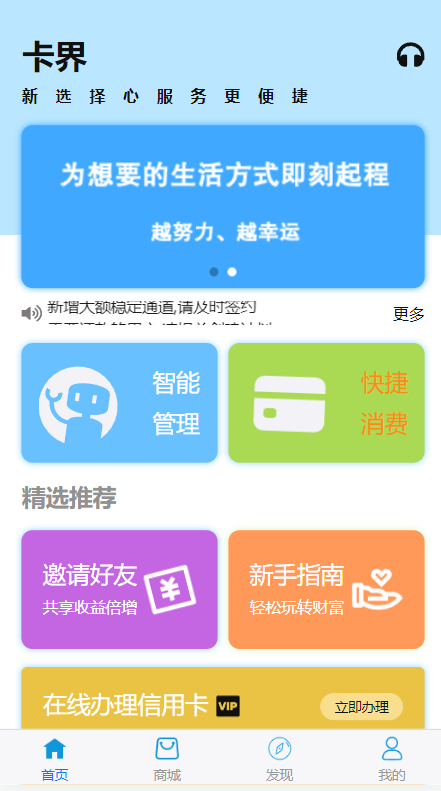 卡界
新选择心服务更便捷
为想要的生活方式即刻起程
越努力、越幸运
新增大额稳定通道,请及时签约
更多
智能
管理
快捷
消费
精选推荐
邀请好友
共享收益倍增
¥
新手指南
轻松玩转财富
在线办理信用卡 VIP
立即办理
首页
商城
发现
我的